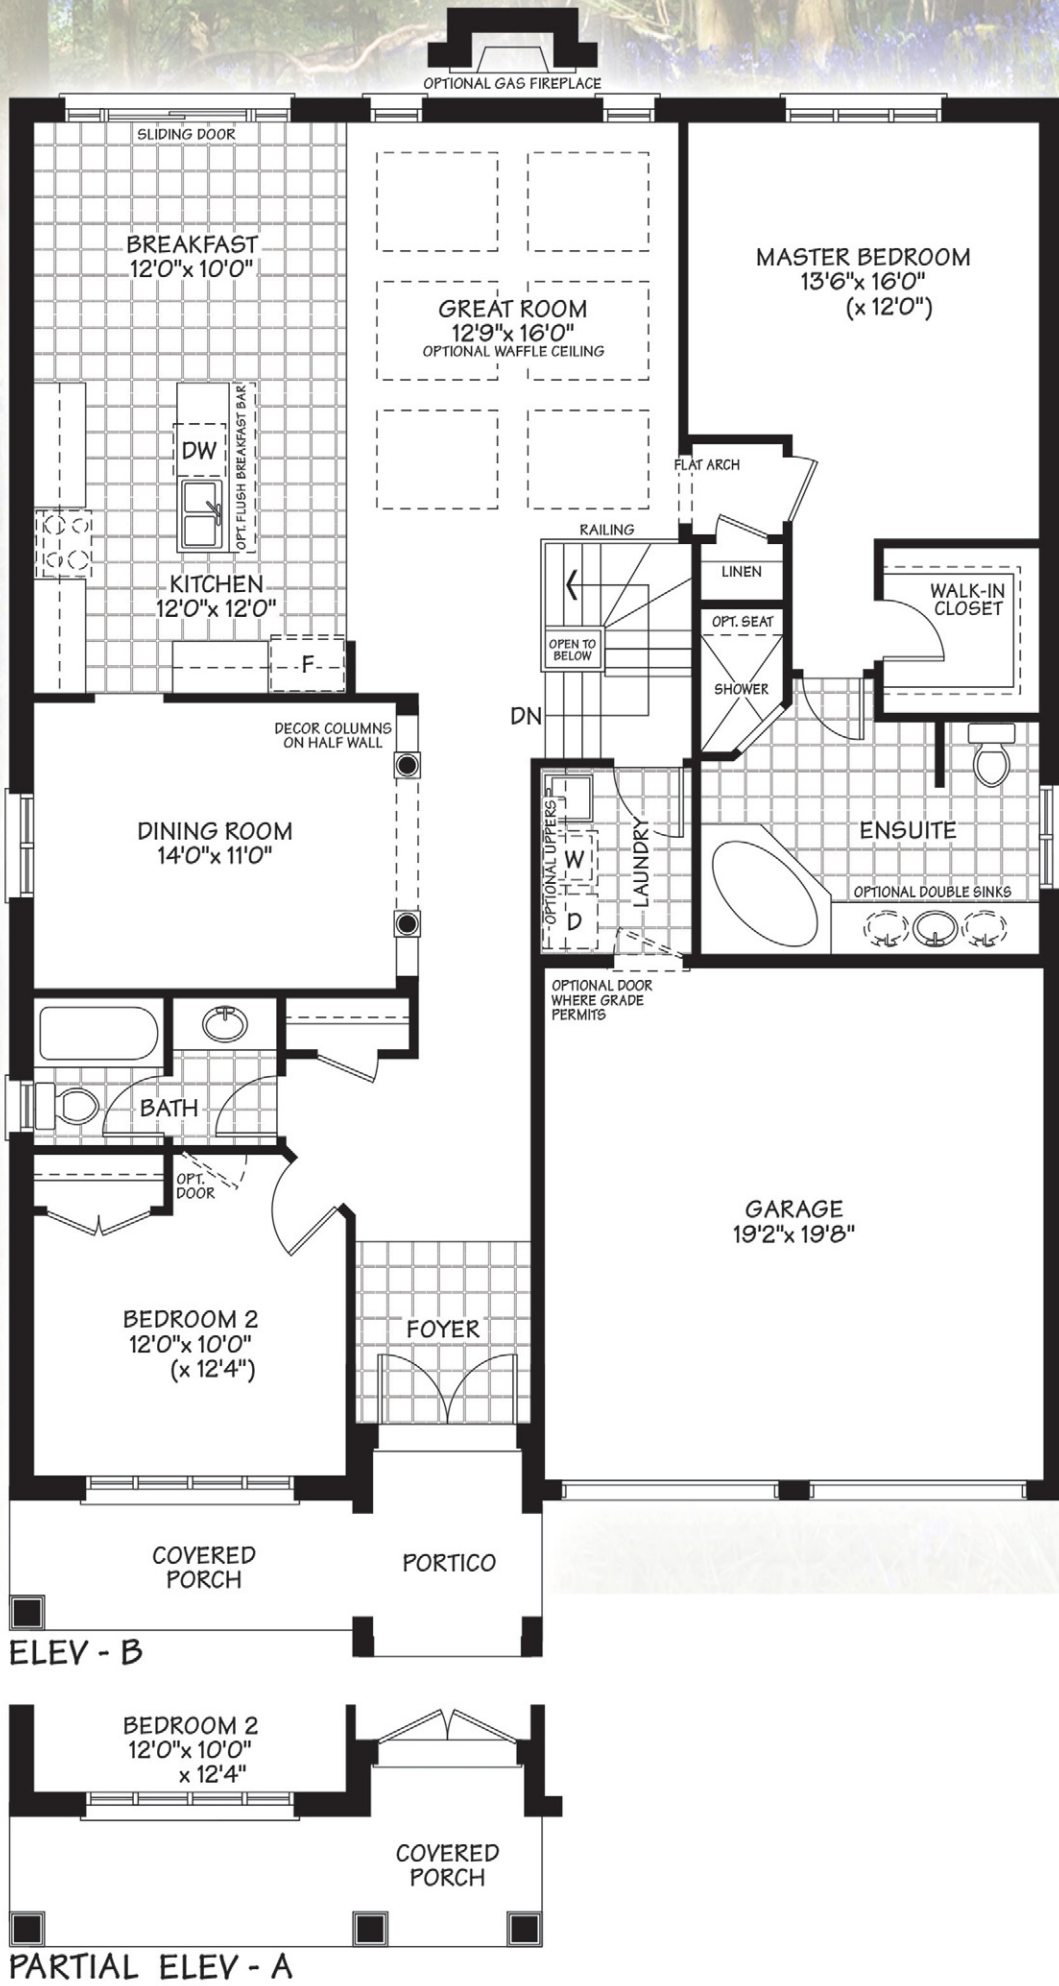 OPTIONAL GAS FIREPLACE
SLIDING DOOR
BREAKFAST
12'0"x 10'0"
GREAT ROOM
12'9"x 16'0"
OPTIONAL WAFFLE CEILING
MASTER BEDROOM
13'6"x 16'0"
(x 12'0")
DW
OPT. FLUSH BREAKFAST BAR
KITCHEN
12'0"x 12'0"
F
FLAT ARCH
RAILING
LINEN
OPT. SEAT
SHOWER
WALK-IN
CLOSET
OPEN TO
BELOW
DN
DECOR COLUMNS
ON HALF WALL
DINING ROOM
14'0"x 11'0"
OPTIONAL UPPERS
W
D
LAUNDRY
ENSUITE
OPTIONAL DOUBLE SINKS
OPTIONAL DOOR
WHERE GRADE
PERMITS
BATH
OPT.
DOOR
GARAGE
19'2"x 19'8"
BEDROOM 2
12'0"x 10'0"
(x 12'4")
FOYER
COVERED
PORCH
PORTICO
ELEV - B
BEDROOM 2
12'0"x 10'0"
x 12'4"
COVERED
PORCH
PARTIAL ELEV - A